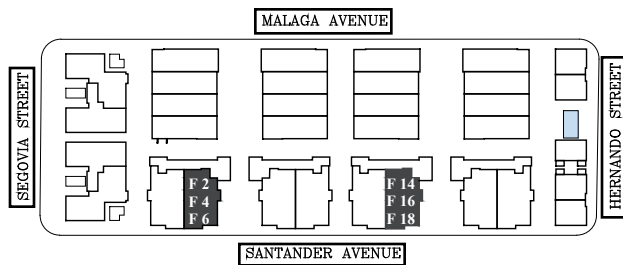 MALAGA AVENUE
SEGOVIA STREET
HERNANDO STREET
F 2
F 4
F 6
F 14
F 16
F 18
SANTANDER AVENUE